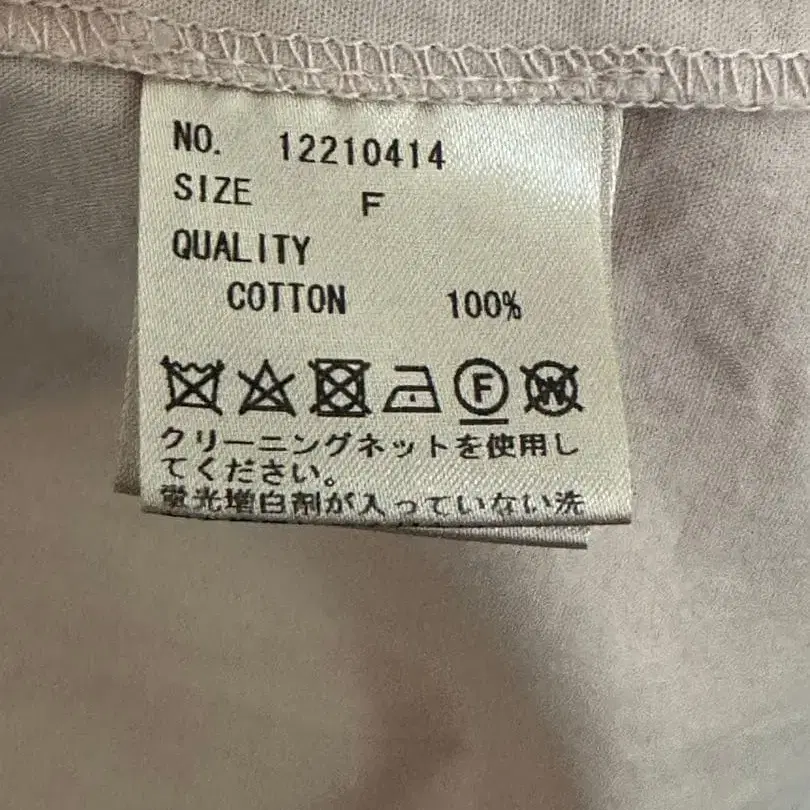 NO. 12210414
SIZE F
QUALITY
COTTON 100%
F W
クリーニングネットを使用し
てください。
蛍光増白剤が入っていない洗